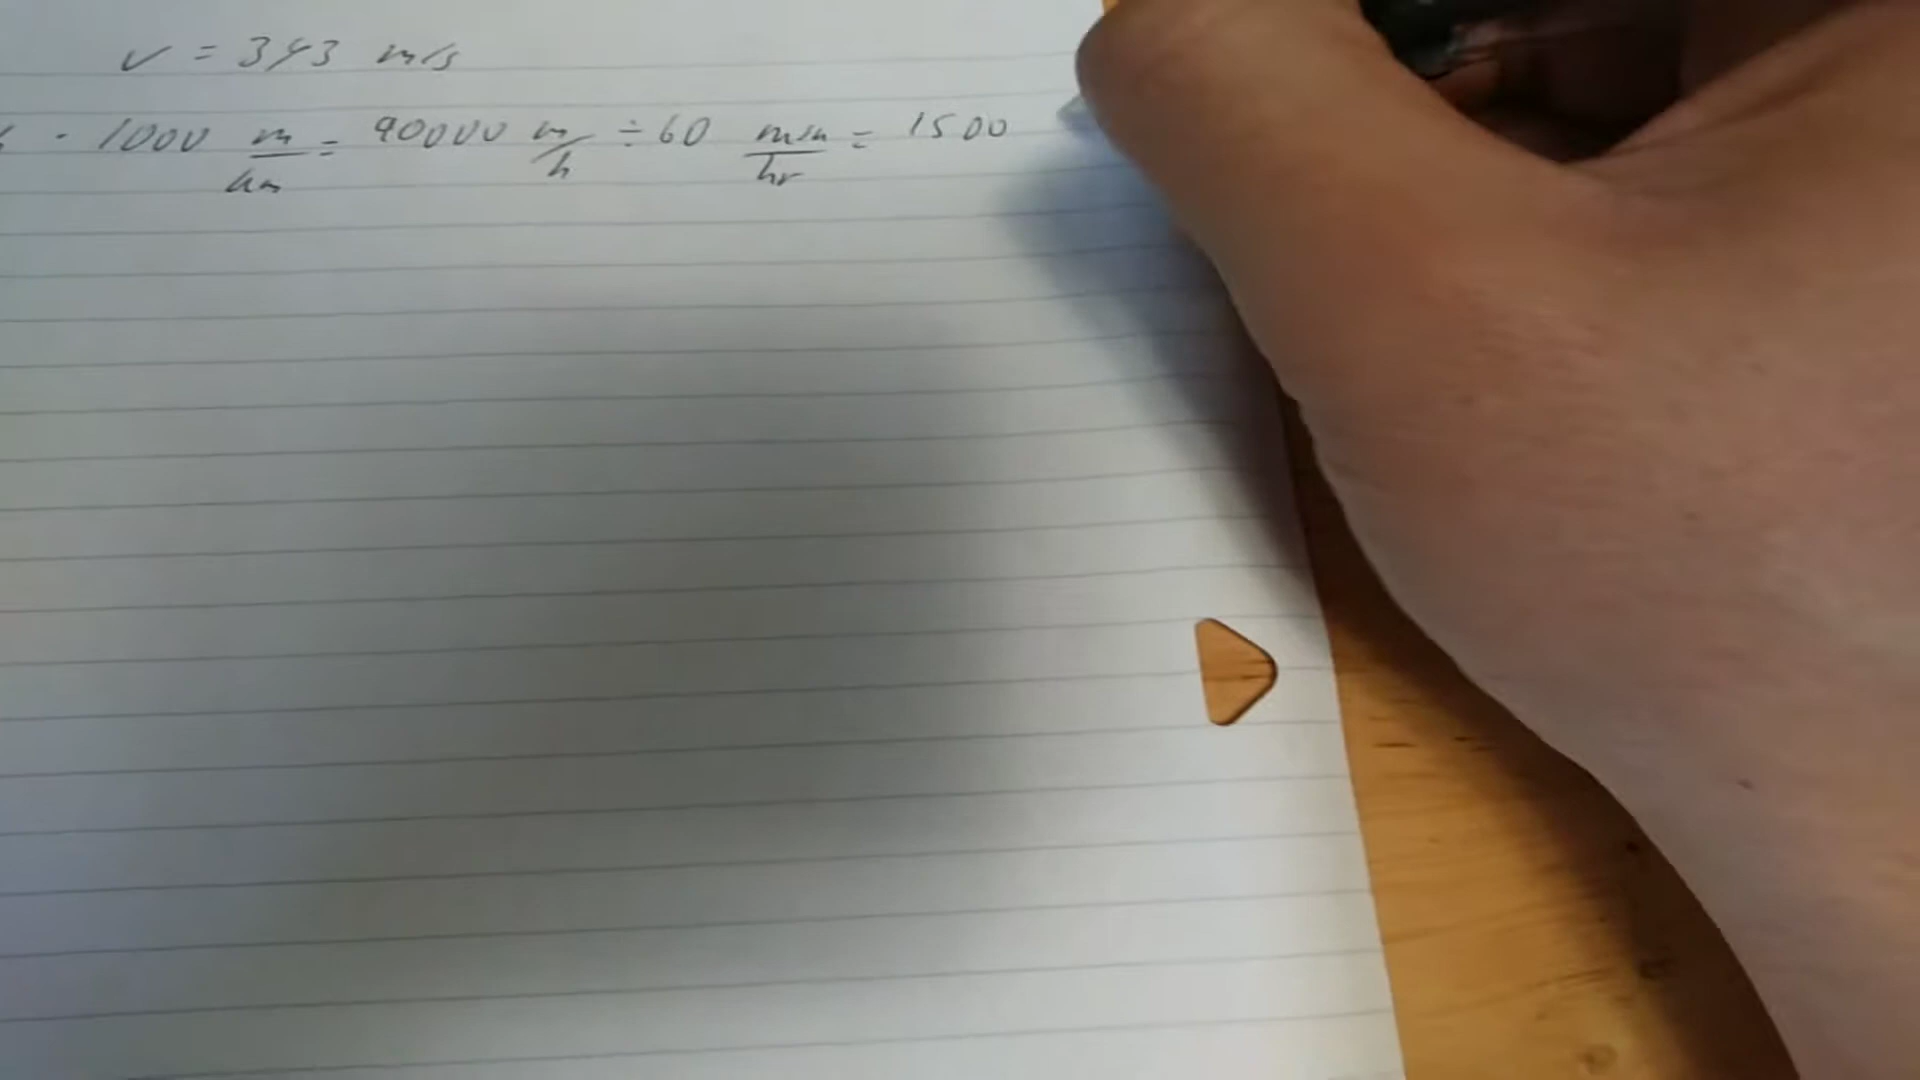 v = 343 m/s
· 1000 m/km = 90000 m/h ÷ 60 min/hr = 1500